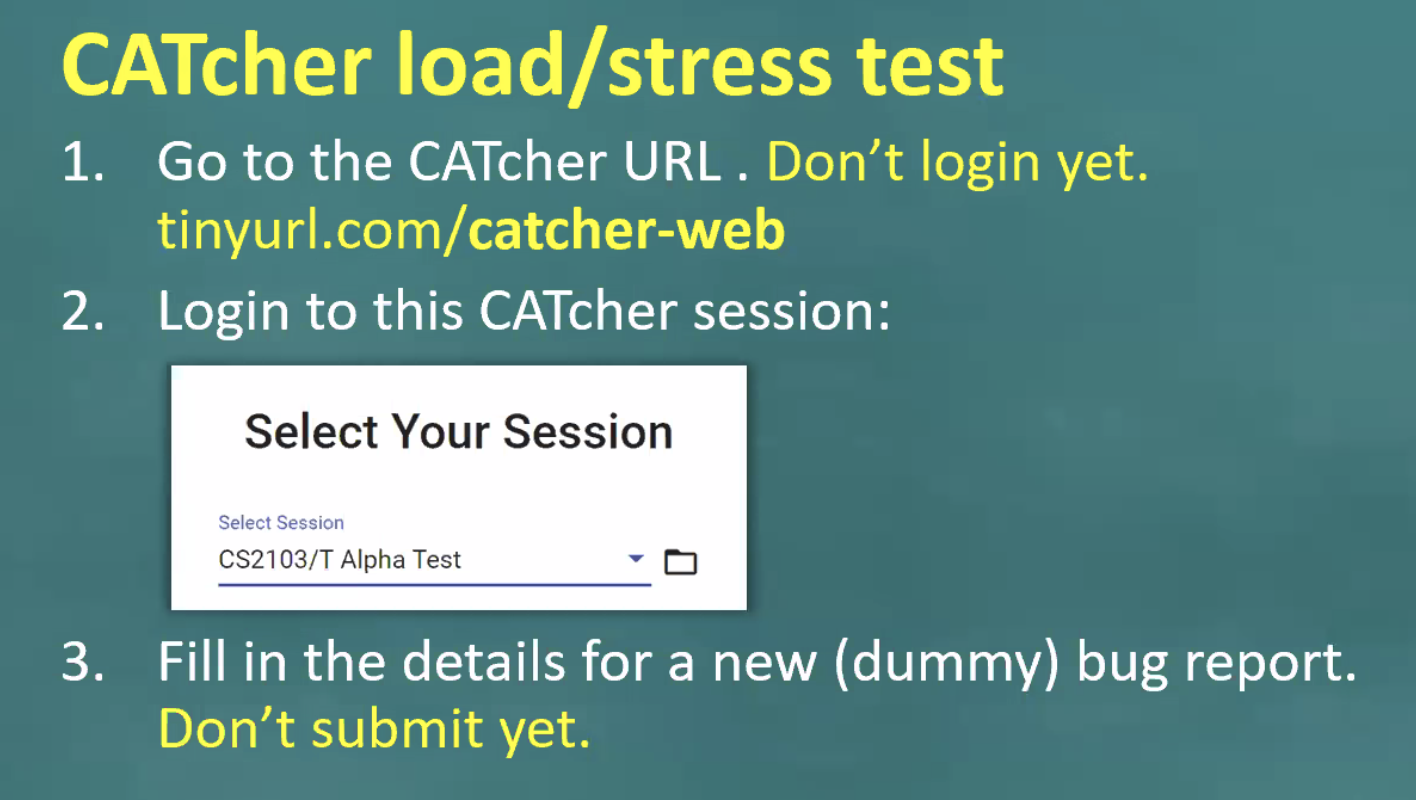 CATcher load/stress test
1. Go to the CATcher URL . Don’t login yet.
tinyurl.com/catcher-web
2. Login to this CATcher session:
Select Your Session
Select Session
CS2103/T Alpha Test
3. Fill in the details for a new (dummy) bug report.
Don’t submit yet.